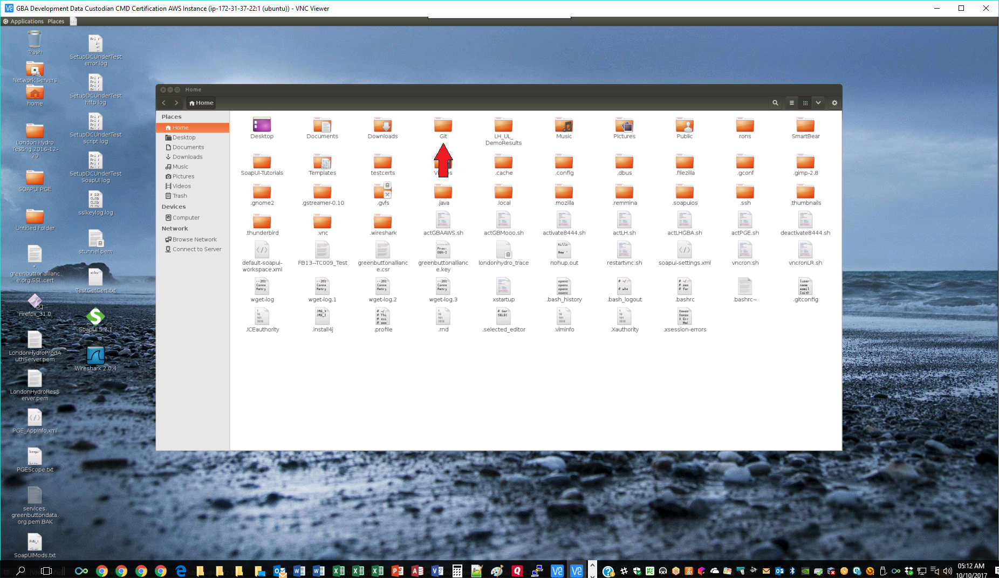 GBA Development Data Custodian CMD Certification AWS Instance (ip-172-31-37-22:1 (ubuntu)) - VNC Viewer
Applications Places
Trash
Network Servers
home
London Hydro
Testing 2016-12-
20
SOAPUI PGE
Untitled Folder
*.
greenbuttonallianc
e.org.SSL.cert
Firefox_31.0
LondonHydroProdA
uthServer.pem
LondonHydroResS
erver.pem
PGE_AppInfo.xml
PGEScope.txt
services.
greenbuttondata.
org.pem.BAK
SoapUIMods.txt
SetupDCUnderTest
error log
SetupDCUnderTest
http log
SetupDCUnderTest
script log
SetupDCUnderTest
SoapUI log
sslkeylog.log
stunnel.pem
TestGetCert.txt
SoapUI 5.2.1
Wireshark 2.0.4
Home
Home
Places
Home
Desktop
Documents
Downloads
Music
Pictures
Videos
Trash
Devices
Computer
Network
Browse Network
Connect to Server
Desktop Documents Downloads Git LH_UL_ Music Pictures Public rons SmartBear
DemoResults
SoapUI-Tutorials Templates testcerts .cache .config .dbus .filezilla .gconf .gimp-2.8
.gnome2 .gstreamer-0.10 .gvfs .java .local .mozilla .remmina .soapuios .ssh .thumbnails
.thunderbird .vnc .wireshark actGBAAWS.sh actGBMooo.sh activate8444.sh actLH.sh actLHGBA.sh actPGE.sh deactivate8444.sh
default-soapui- FB13--TC009_Test greenbuttonallianc greenbuttonallianc londonhydro_trace nohup.out restartvnc.sh soapui-settings.xml vncron.sh vncronLR.sh
workspace.xml e.csr e.key
wget-log wget-log.1 wget-log.2 wget-log.3 xstartup .bash_history .bash_logout .bashrc .bashrc~ .gitconfig
.ICEauthority .install4j .profile .rnd .selected_editor .viminfo .Xauthority .xsession-errors
05:12 AM
10/10/2017